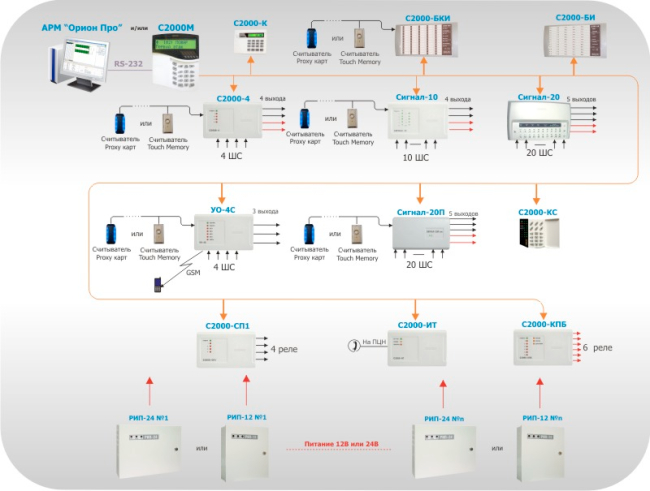 АРМ "Орион Про"
и/или
С2000М
RS-232
С2000-К
С2000-БКИ
С2000-БИ
Считыватель
Proxy карт
или
Считыватель
Touch Memory
Считыватель
Proxy карт
или
Считыватель
Touch Memory
С2000-4
4 выхода
4 ШС
Считыватель
Proxy карт
или
Считыватель
Touch Memory
Сигнал-10
4 выхода
10 ШС
Сигнал-20
5 выходов
20 ШС
Считыватель
Proxy карт
или
Считыватель
Touch Memory
УО-4С
3 выхода
4 ШС
GSM
Считыватель
Proxy карт
или
Считыватель
Touch Memory
Сигнал-20П
5 выходов
20 ШС
С2000-КС
С2000-СП1
4 реле
С2000-ИТ
На ПЦН
С2000-КПБ
6 реле
РИП-24 №1
или
РИП-12 №1
Питание 12В или 24В
РИП-24 №n
или
РИП-12 №n